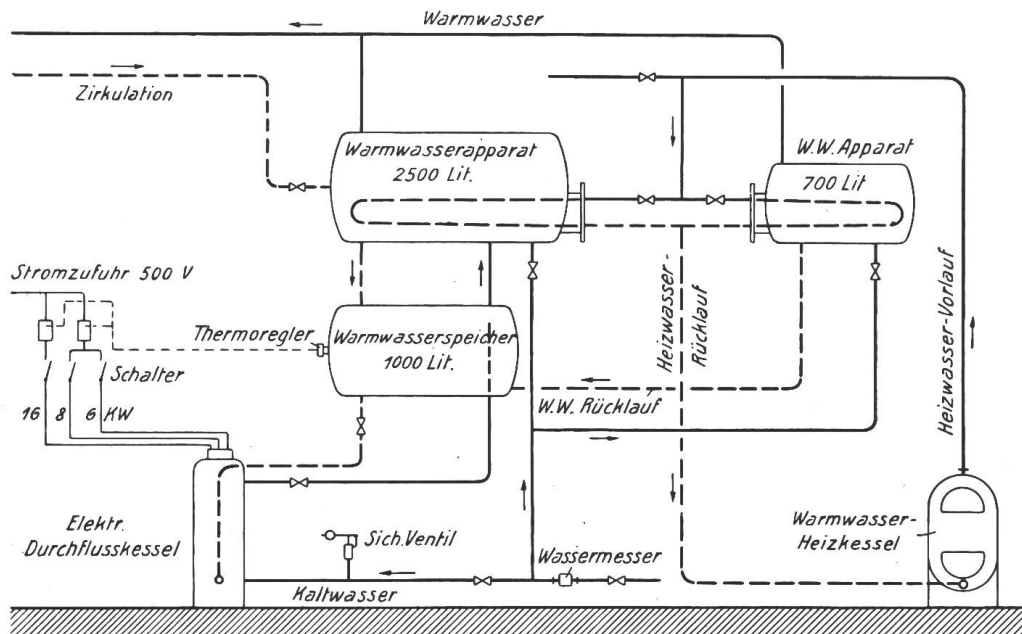 Warmwasser
Zirkulation
Warmwasserapparat
2500 Lit.
W.W. Apparat
700 Lit
Stromzufuhr 500 V
Thermoregler
Warmwasserspeicher
1000 Lit.
Schalter
16 8 6 KW
Heizwasser-
Rücklauf
W.W. Rücklauf
Heizwasser-Vorlauf
Elektr.
Durchflusskessel
Sich. Ventil
Wassermesser
Kaltwasser
Warmwasser-
Heizkessel